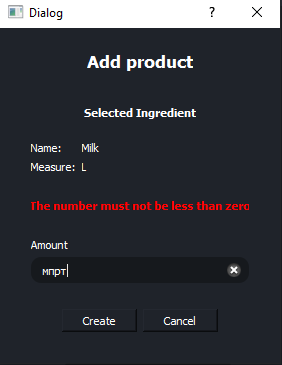 Dialog
?
Add product
Selected Ingredient
Name: Milk
Measure: L
The number must not be less than zero
Amount
мпрт
Create Cancel